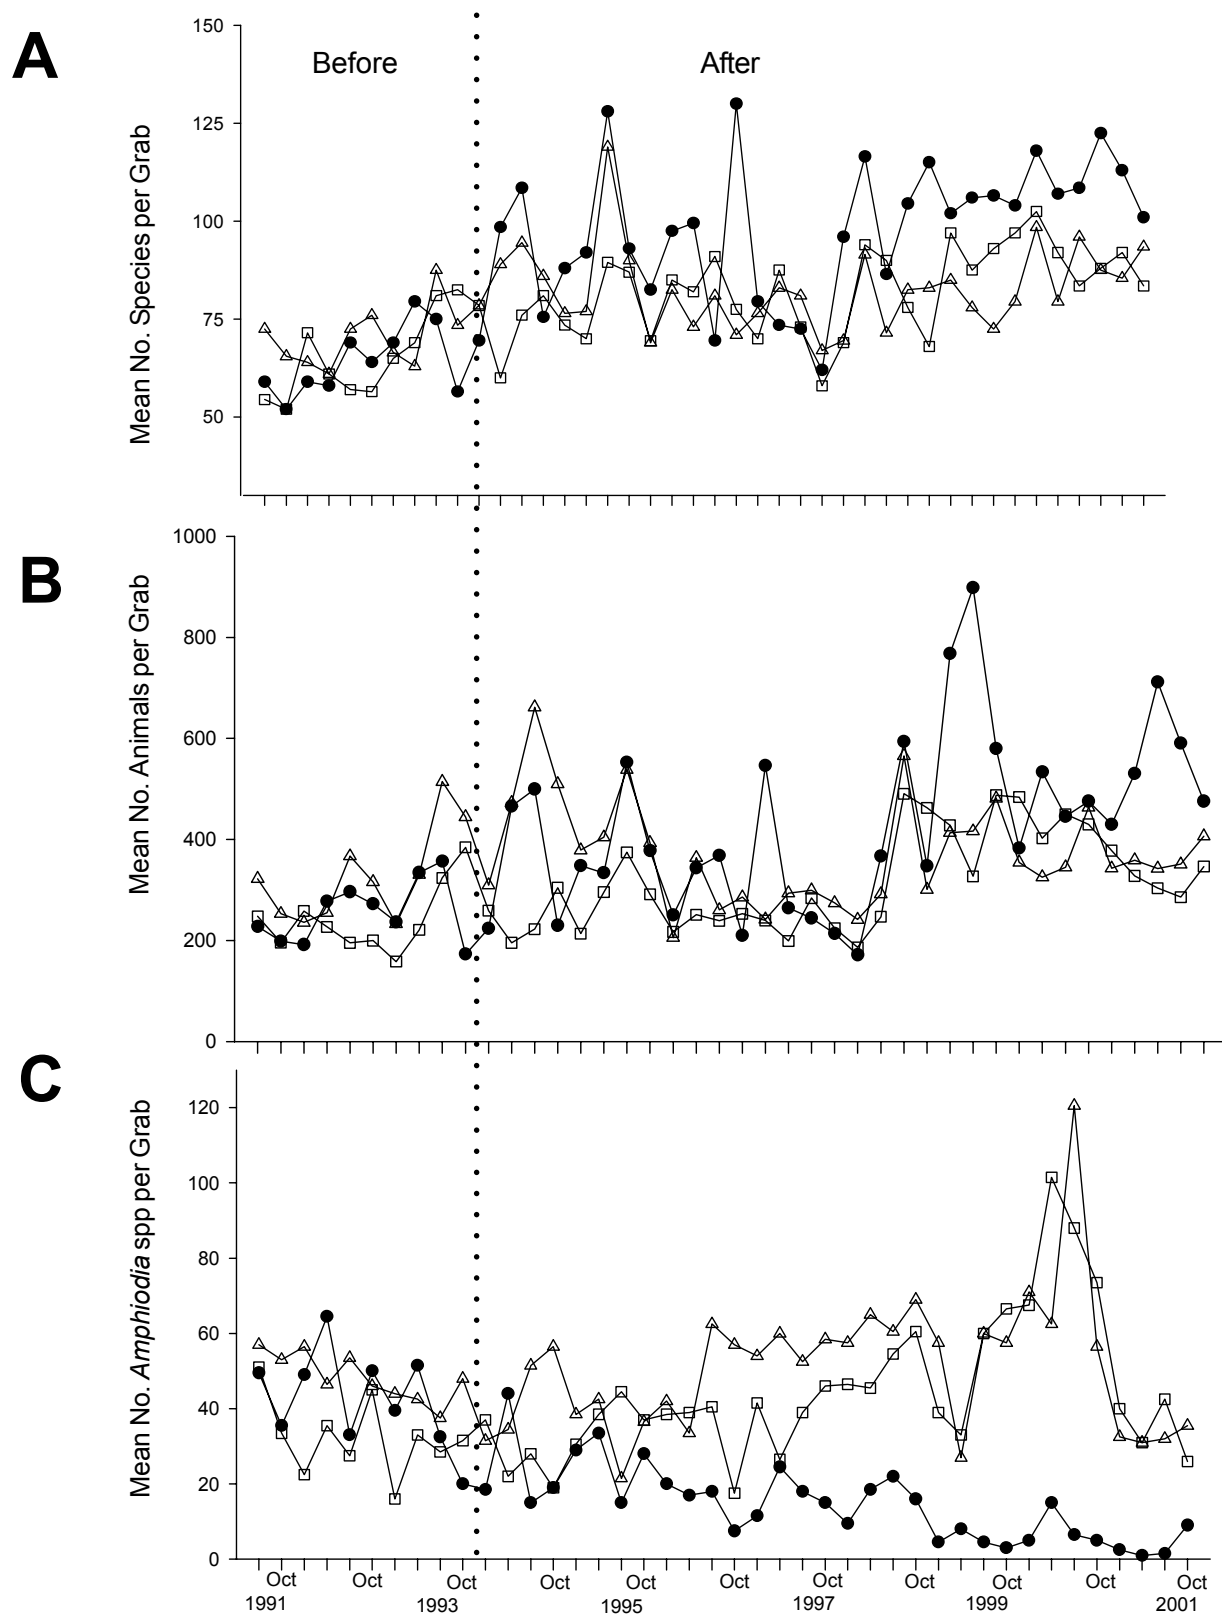 A
Before
After
Mean No. Species per Grab
150
125
100
75
50
B
Mean No. Animals per Grab
1000
800
600
400
200
0
C
Mean No. Amphiodia spp per Grab
120
100
80
60
40
20
0
Oct Oct Oct Oct Oct Oct Oct Oct Oct Oct Oct
1991 1993 1995 1997 1999 2001